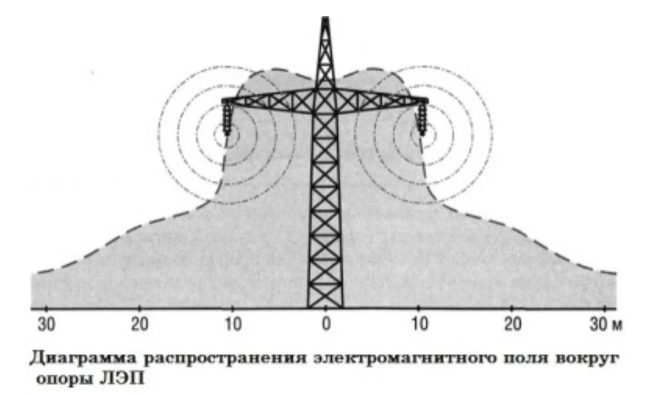 30 20 10 0 10 20 30 м
Диаграмма распространения электромагнитного поля вокруг
опоры ЛЭП